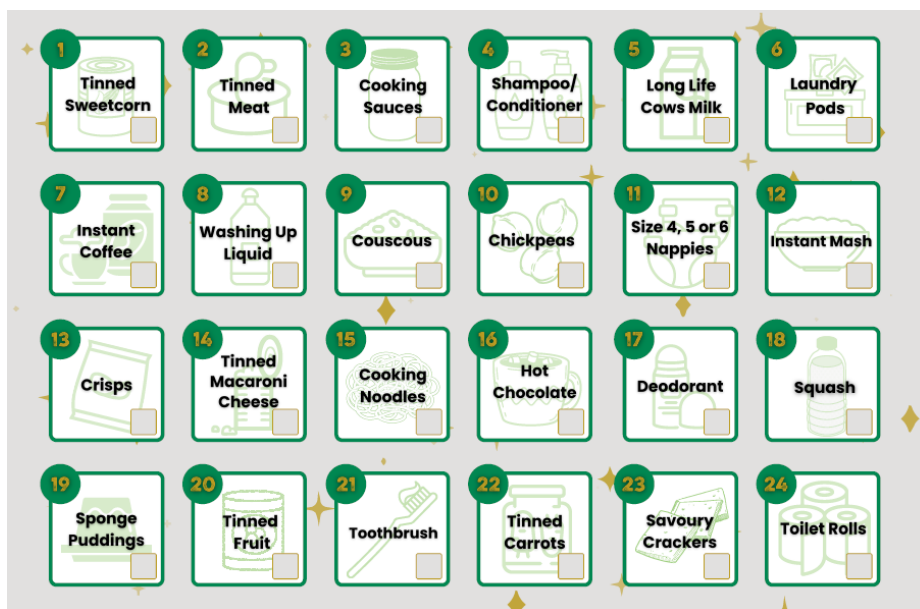 1
Tinned
Sweetcorn
2
Tinned
Meat
3
Cooking
Sauces
4
Shampoo/
Conditioner
5
Long Life
Cows Milk
6
Laundry
Pods
7
Instant
Coffee
8
Washing Up
Liquid
9
Couscous
10
Chickpeas
11
Size 4, 5 or 6
Nappies
12
Instant Mash
13
Crisps
14
Tinned
Macaroni
Cheese
15
Cooking
Noodles
16
Hot
Chocolate
17
Deodorant
18
Squash
19
Sponge
Puddings
20
Tinned
Fruit
21
Toothbrush
22
Tinned
Carrots
23
Savoury
Crackers
24
Toilet Rolls